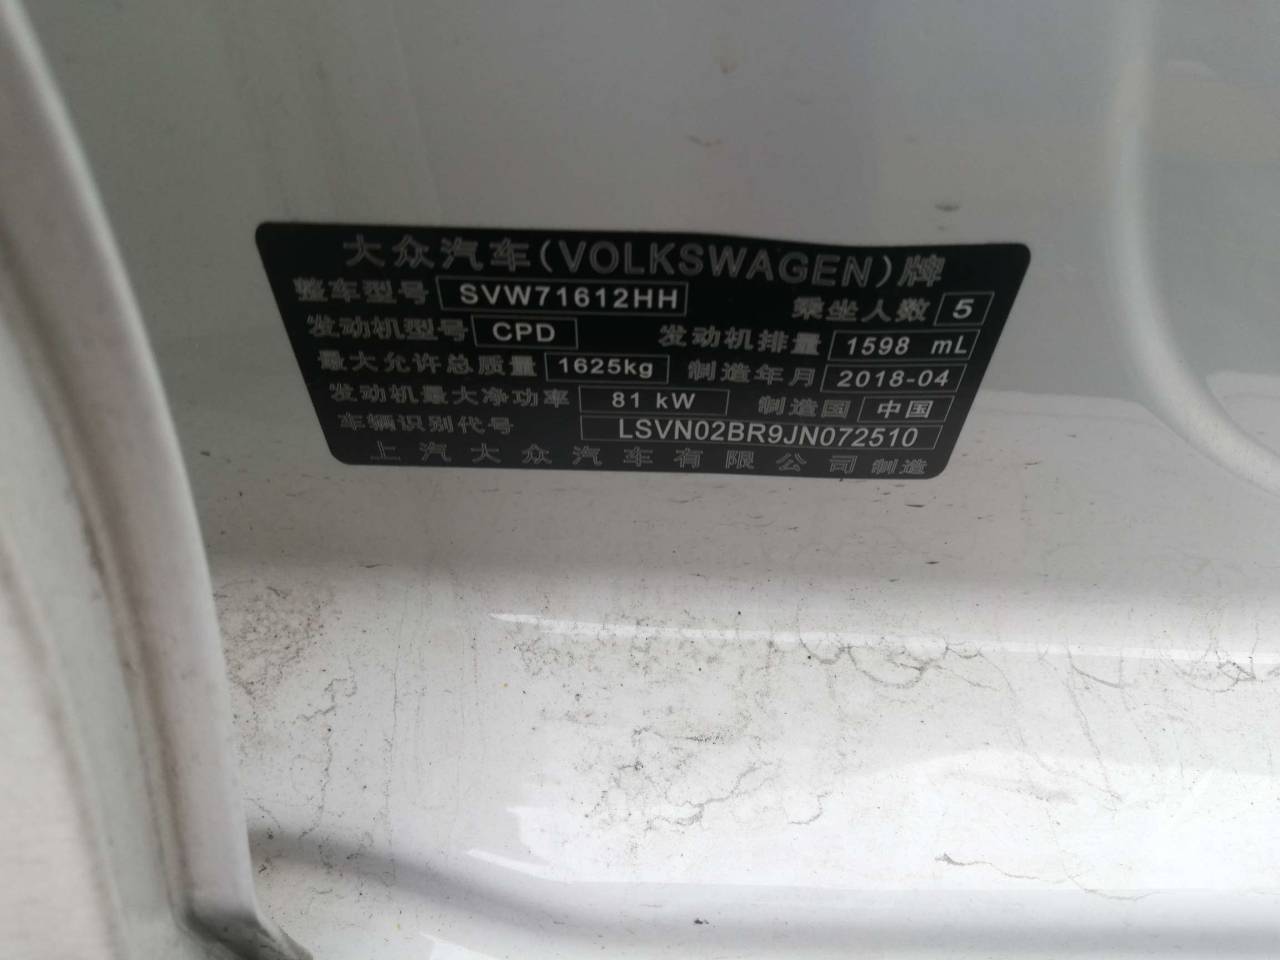 大众汽车(VOLKSWAGEN)牌
整车型号 SVW71612HH 乘坐人数 5
发动机型号 CPD 发动机排量 1598 mL
最大允许总质量 1625kg 制造年月 2018-04
发动机最大净功率 81 kW 制造国 中国
车辆识别代号 LSVN02BR9JN072510
上汽大众汽车有限公司 制造